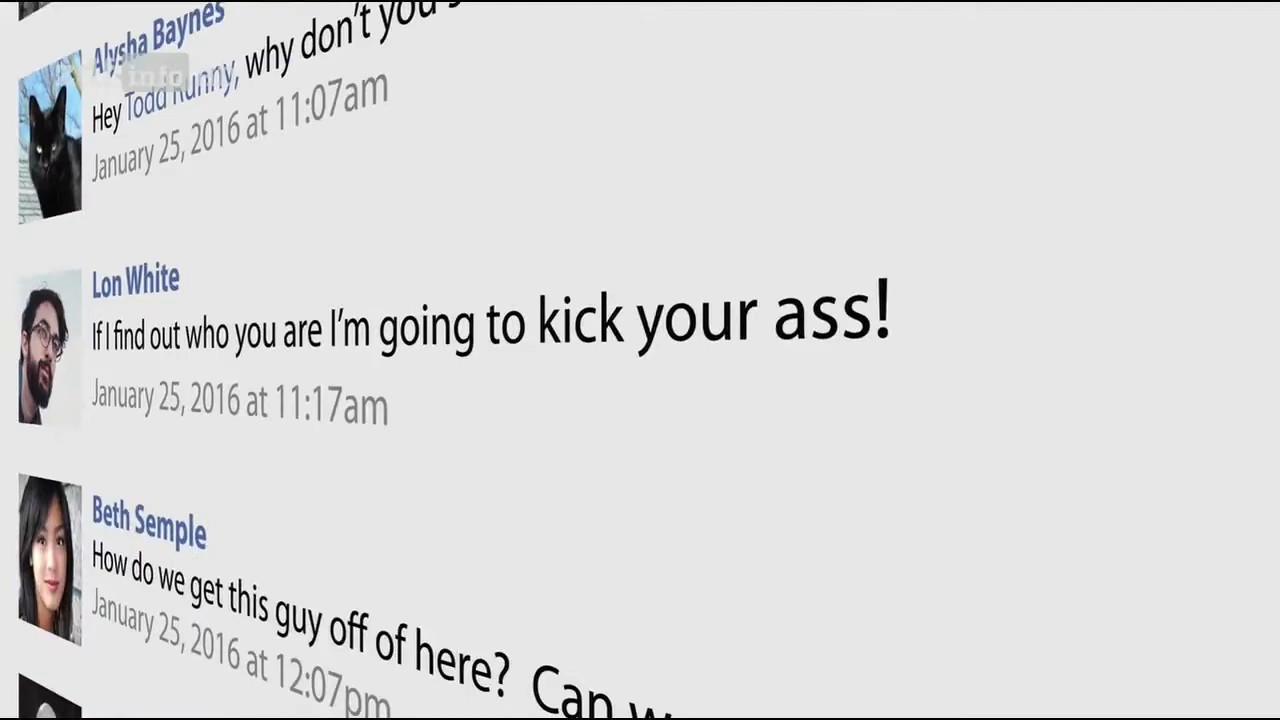 Alysha Baynes
info
Hey Todd Runny, why don't you
January 25, 2016 at 11:07am
Lon White
If I find out who you are I'm going to kick your ass!
January 25, 2016 at 11:17am
Beth Semple
How do we get this guy off of here? Can
January 25, 2016 at 12:07pm